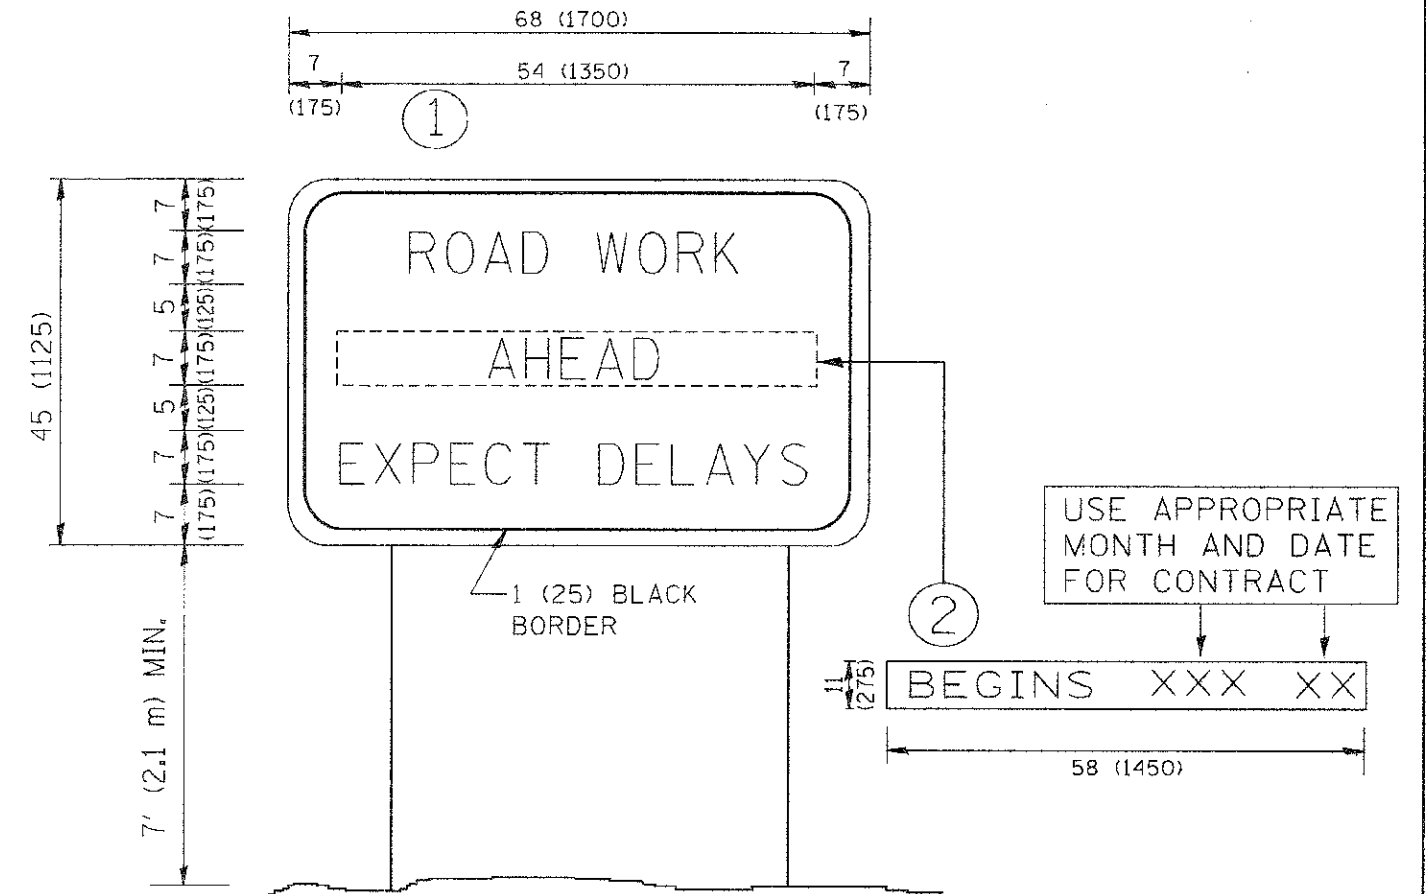 68 (1700)
7
54 (1350)
7
(175)
(175)
1
45 (1125)
7
(175)
7
(175)
5
(125)
7
(175)
5
(125)
7
(175)
7
(175)
ROAD WORK
AHEAD
EXPECT DELAYS
1 (25) BLACK
BORDER
7' (2.1 m) MIN.
2
USE APPROPRIATE
MONTH AND DATE
FOR CONTRACT
11
(275)
BEGINS XXX XX
58 (1450)